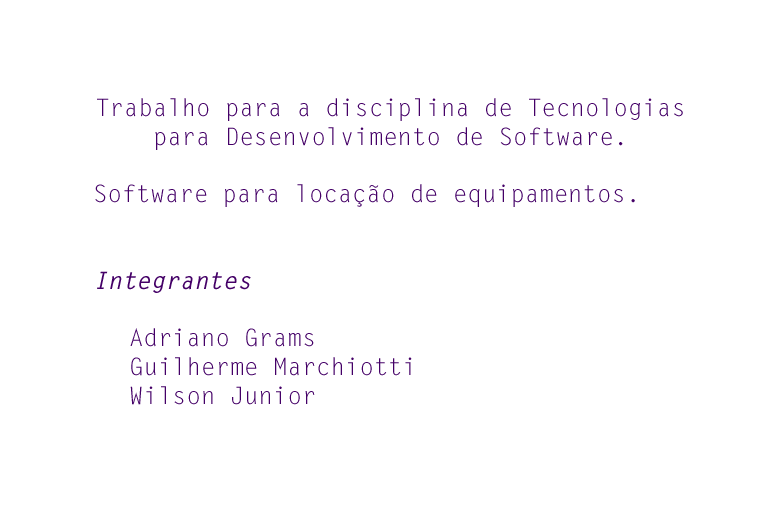 Trabalho para a disciplina de Tecnologias
para Desenvolvimento de Software.
Software para locação de equipamentos.
Integrantes
Adriano Grams
Guilherme Marchiotti
Wilson Junior